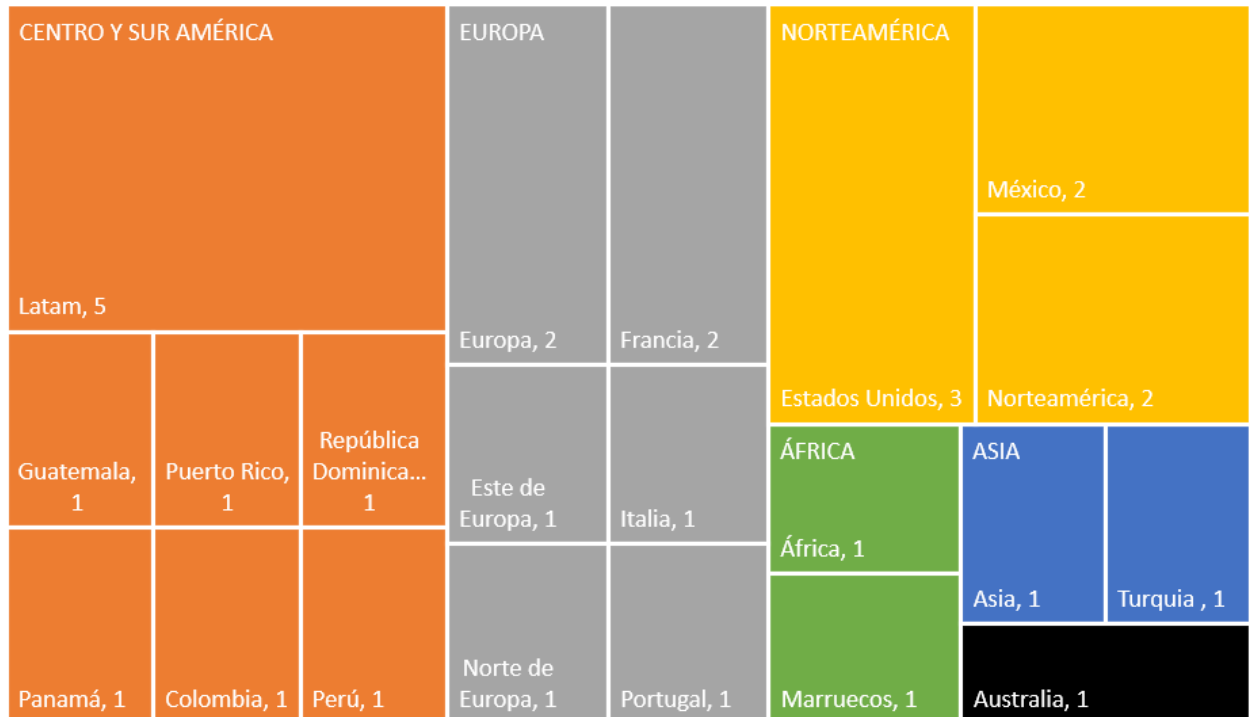 CENTRO Y SUR AMÉRICA
Latam, 5
Guatemala,
1
Puerto Rico,
1
República
Dominica...
1
Panamá, 1
Colombia, 1
Perú, 1
EUROPA
Europa, 2
Francia, 2
Este de
Europa, 1
Italia, 1
Norte de
Europa, 1
Portugal, 1
NORTEAMÉRICA
Estados Unidos, 3
México, 2
Norteamérica, 2
ÁFRICA
África, 1
Marruecos, 1
ASIA
Asia, 1
Turquia , 1
Australia, 1